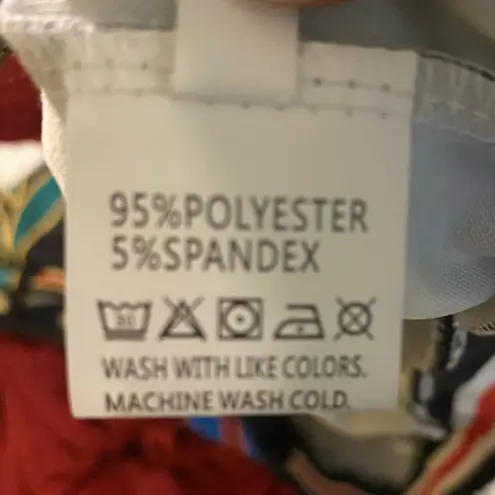 95%POLYESTER
5%SPANDEX
WASH WITH LIKE COLORS.
MACHINE WASH COLD.